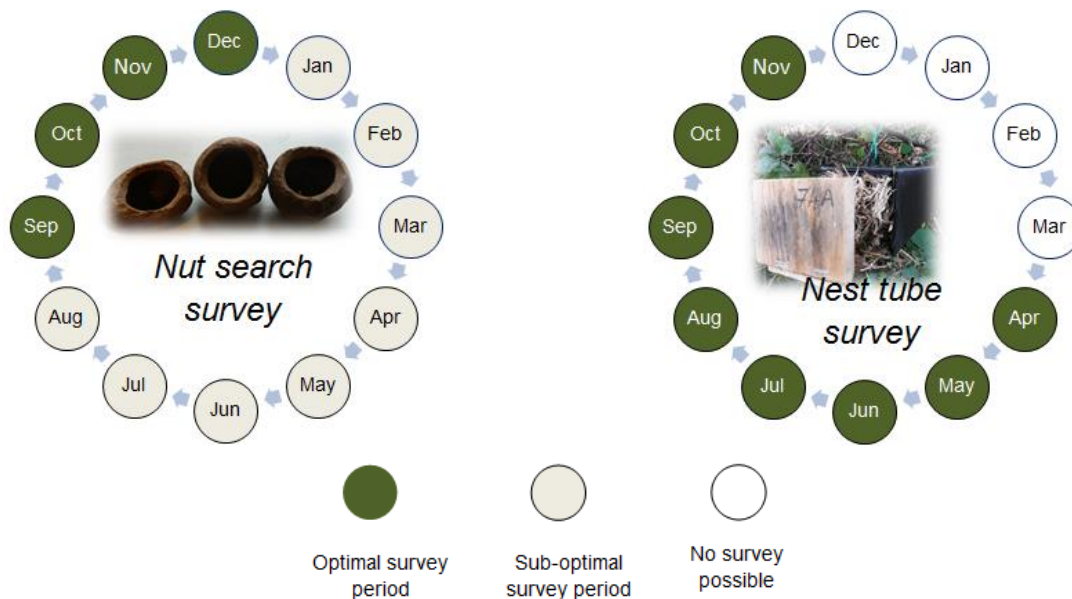 Dec
Jan
Feb
Mar
Apr
May
Jun
Jul
Aug
Sep
Oct
Nov
Nut search
survey
Dec
Jan
Feb
Mar
Apr
May
Jun
Jul
Aug
Sep
Oct
Nov
74A
Nest tube
survey
Optimal survey
period
Sub-optimal
survey period
No survey
possible